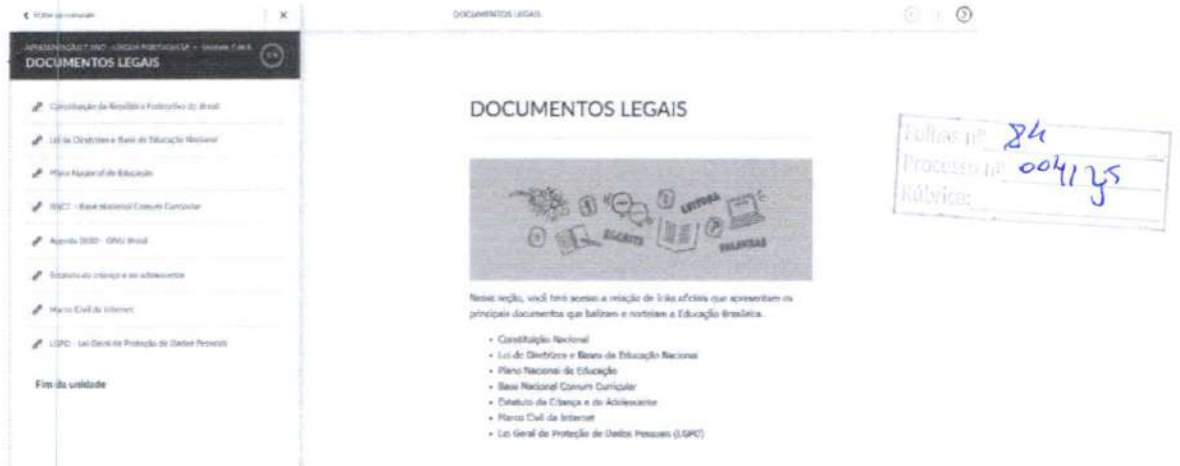 DOCUMENTOS LEGAIS
DOCUMENTOS LEGAIS
Constituição da República Federativa do Brasil
Lei de Diretrizes e Base da Educação Nacional
Plano Nacional de Educação
BNCC - Base Nacional Comum Curricular
Agenda 2030 - ONU Brasil
Estatuto da criança e do adolescente
Marco Civil da Internet
LGPD - Lei Geral de Proteção de Dados Pessoais
Fim da unidade
DOCUMENTOS LEGAIS
LEITURA
ESCRITA
PALAVRAS
Nessa seção, você terá acesso a relação de links oficiais que apresentam os
principais documentos que balizam e norteiam a Educação Brasileira.
• Constituição Nacional
• Lei de Diretrizes e Bases da Educação Nacional
• Plano Nacional de Educação
• Base Nacional Comum Curricular
• Estatuto da Criança e do Adolescente
• Marco Civil da Internet
• Lei Geral de Proteção de Dados Pessoais (LGPD)
Folhas nº
Processo nº 004125
Rúbrica: